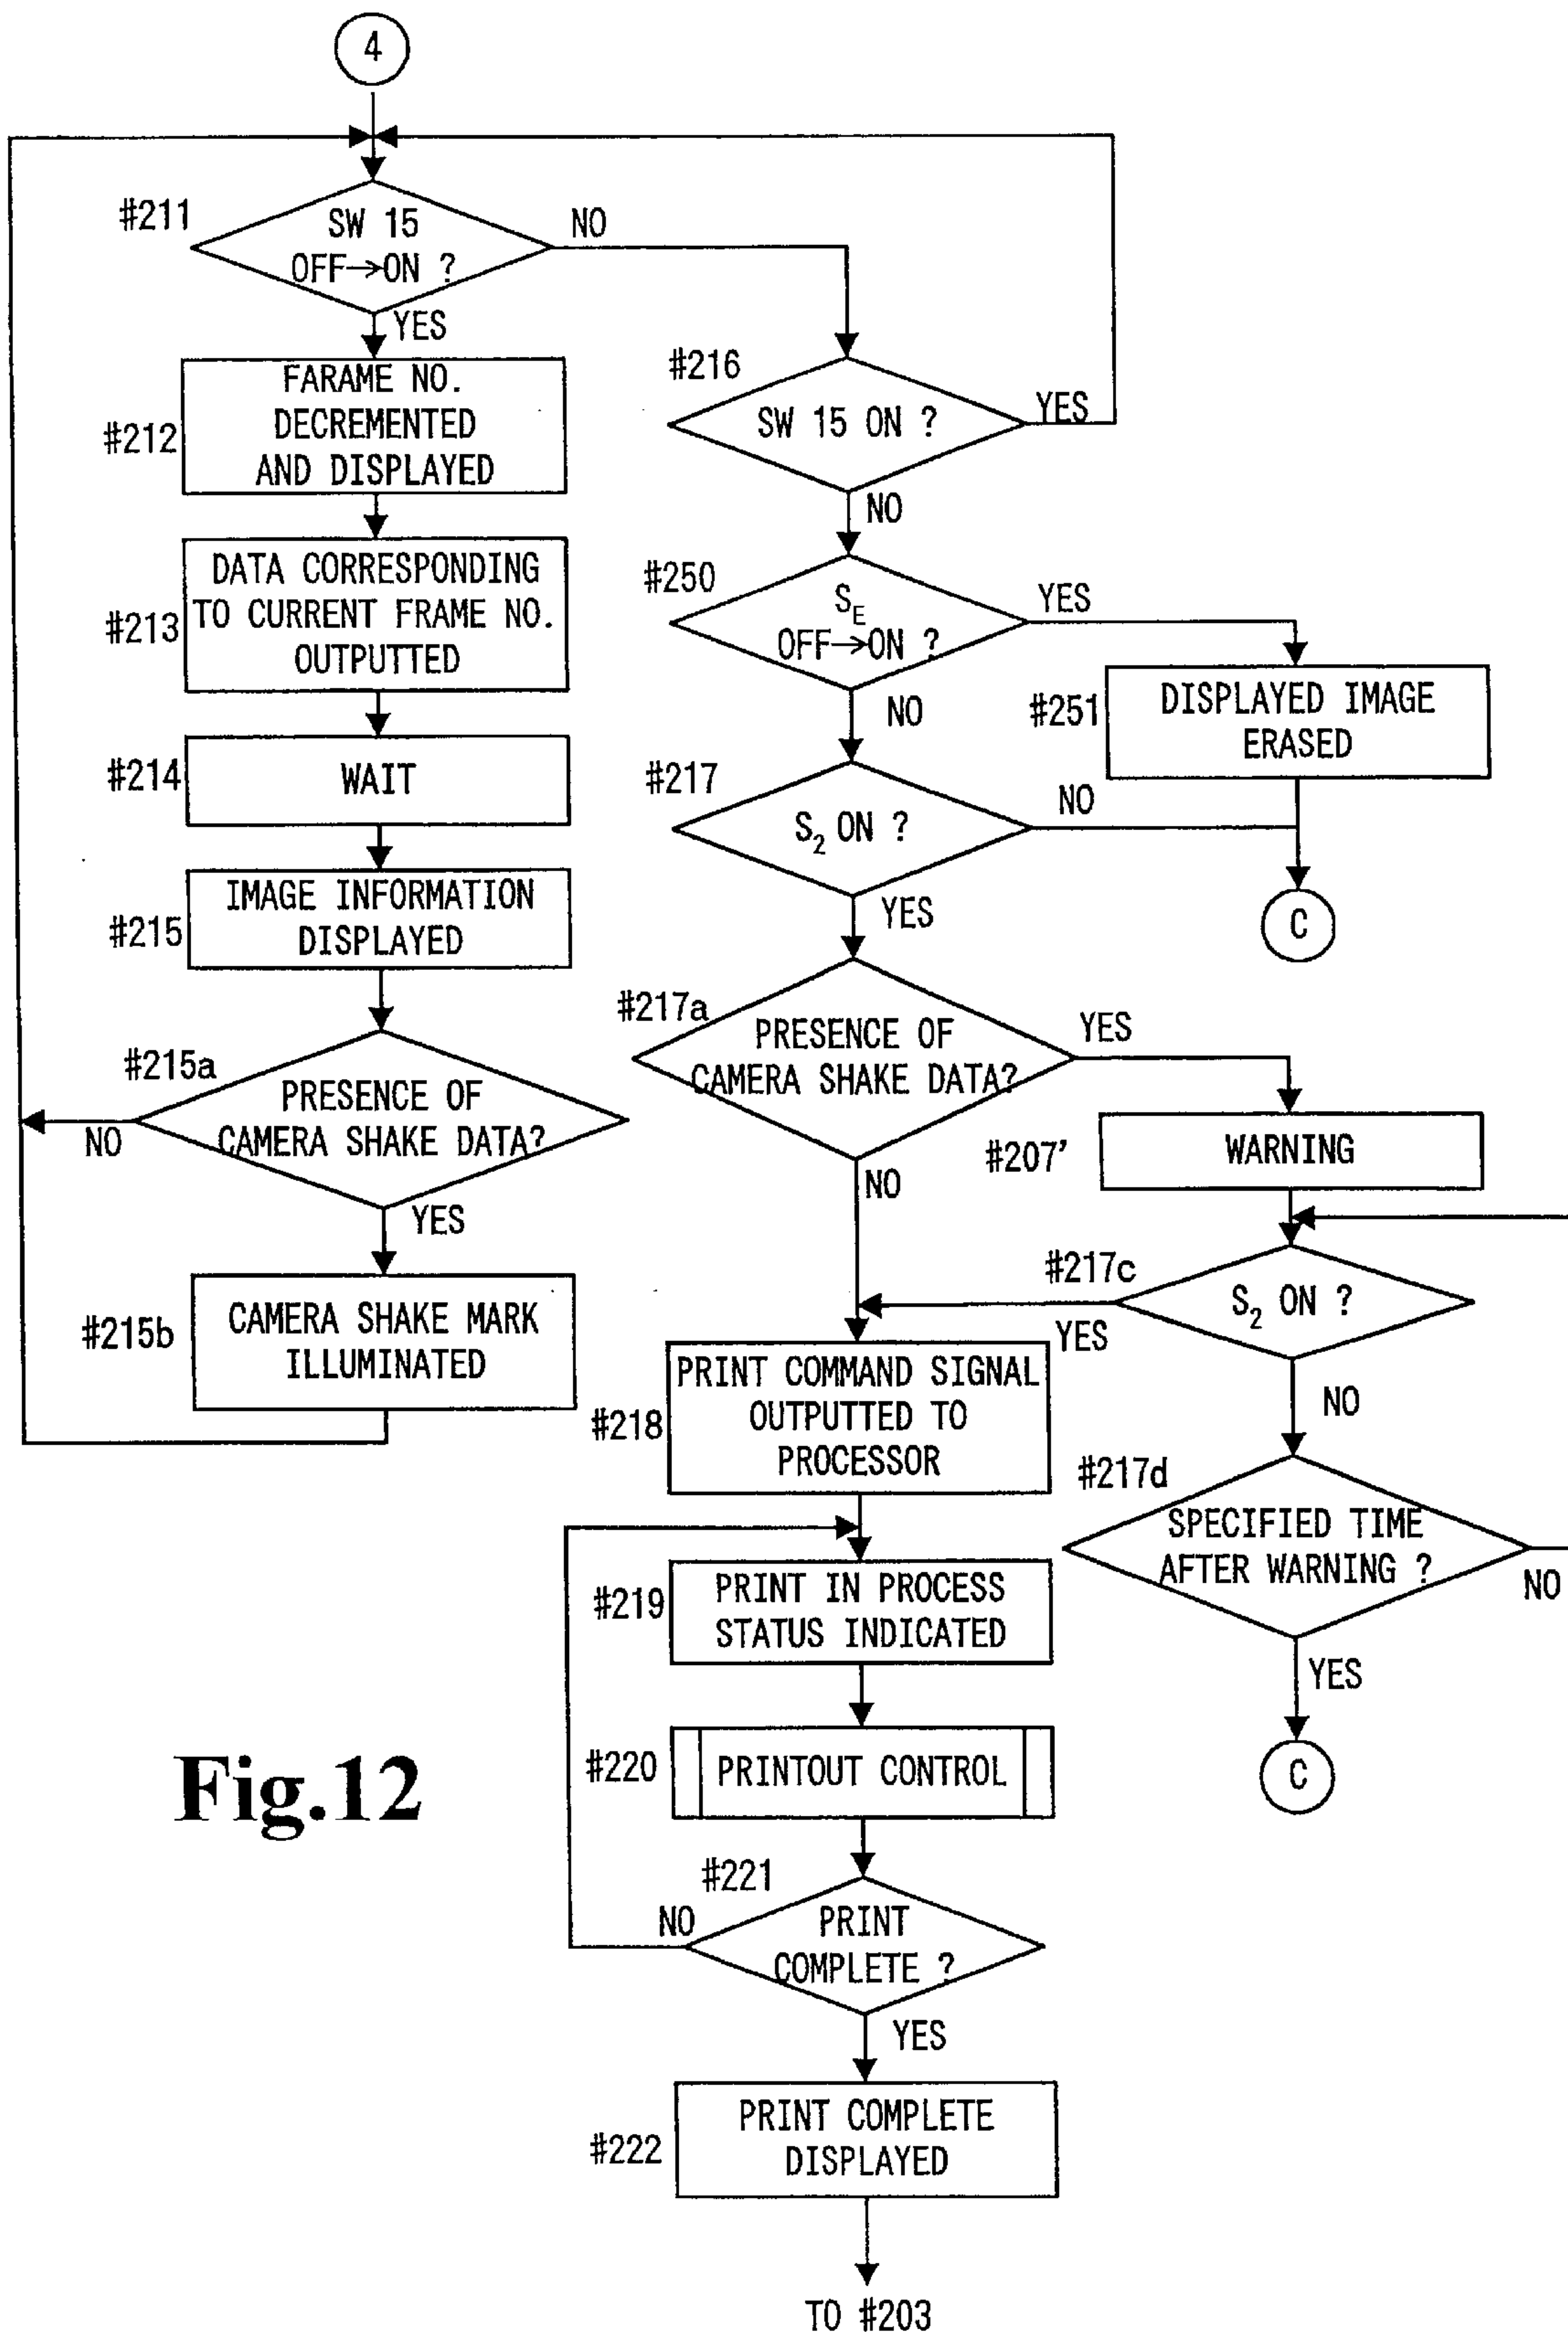 4
#211
SW 15
OFF→ON ?
NO
YES
#212
FARAME NO.
DECREMENTED
AND DISPLAYED
#213
DATA CORRESPONDING
TO CURRENT FRAME NO.
OUTPUTTED
#214
WAIT
#215
IMAGE INFORMATION
DISPLAYED
#215a
PRESENCE OF
CAMERA SHAKE DATA?
NO
YES
#215b
CAMERA SHAKE MARK
ILLUMINATED
#216
SW 15 ON ?
YES
NO
#250
SE
OFF→ON ?
YES
NO
#251
DISPLAYED IMAGE
ERASED
#217
S2 ON ?
NO
YES
C
#217a
PRESENCE OF
CAMERA SHAKE DATA?
YES
NO
#207'
WARNING
#217c
S2 ON ?
YES
NO
#217d
SPECIFIED TIME
AFTER WARNING ?
NO
YES
C
#218
PRINT COMMAND SIGNAL
OUTPUTTED TO
PROCESSOR
#219
PRINT IN PROCESS
STATUS INDICATED
#220
PRINTOUT CONTROL
#221
PRINT
COMPLETE ?
NO
YES
#222
PRINT COMPLETE
DISPLAYED
TO #203
Fig.12